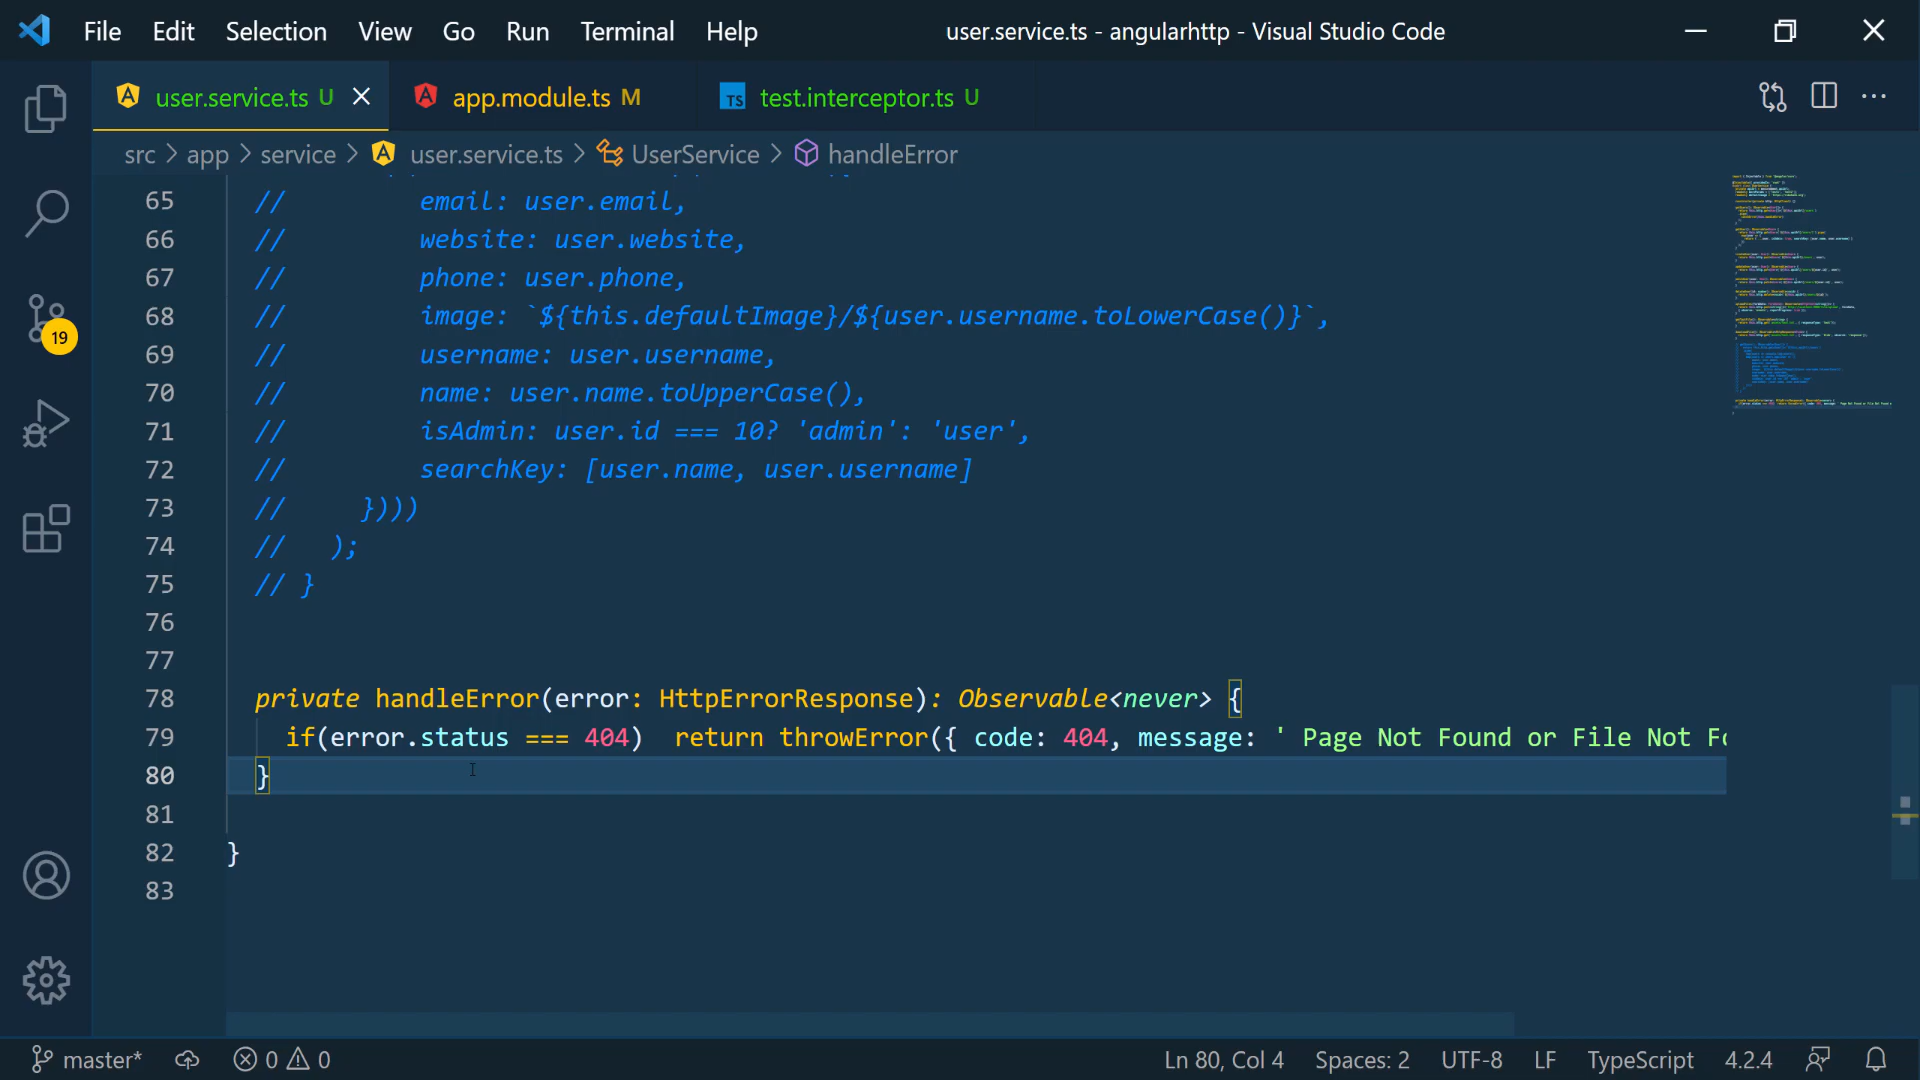 File Edit Selection View Go Run Terminal Help user.service.ts - angularhttp - Visual Studio Code
user.service.ts U app.module.ts M TS test.interceptor.ts U
src > app > service > user.service.ts > UserService > handleError
65 // email: user.email,
66 // website: user.website,
67 // phone: user.phone,
68 // image: `${this.defaultImage}/${user.username.toLowerCase()}`,
69 // username: user.username,
70 // name: user.name.toUpperCase(),
71 // isAdmin: user.id === 10? 'admin': 'user',
72 // searchKey: [user.name, user.username]
73 // })))
74 // );
75 // }
76
77
78 private handleError(error: HttpErrorResponse): Observable<never> {
79 if(error.status === 404) return throwError({ code: 404, message: ' Page Not Found or File Not Fo
80 }
81
82 }
83
19
master* 0 0 Ln 80, Col 4 Spaces: 2 UTF-8 LF TypeScript 4.2.4